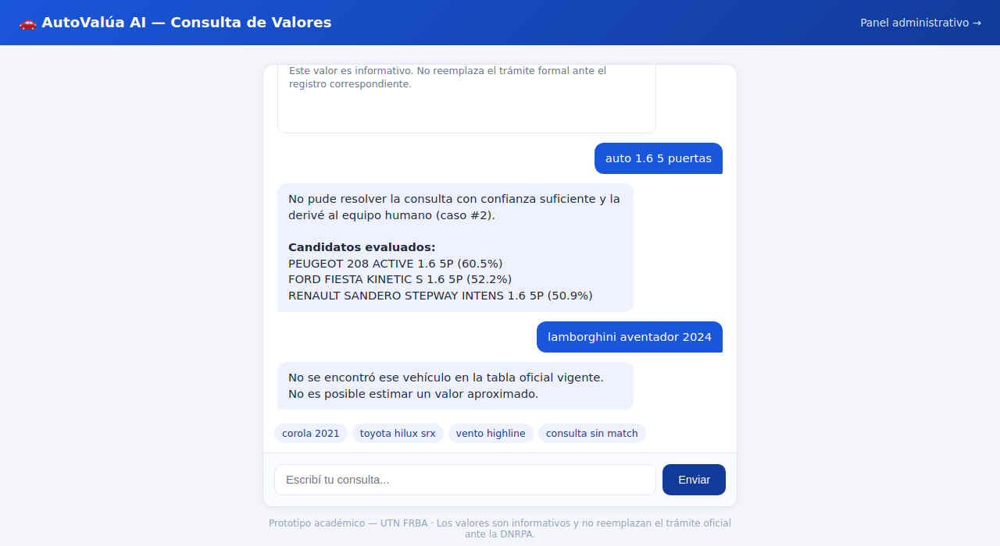 🚗 AutoValúa AI — Consulta de Valores
Panel administrativo →
Este valor es informativo. No reemplaza el trámite formal ante el
registro correspondiente.
auto 1.6 5 puertas
No pude resolver la consulta con confianza suficiente y la
derivé al equipo humano (caso #2).
Candidatos evaluados:
PEUGEOT 208 ACTIVE 1.6 5P (60.5%)
FORD FIESTA KINETIC S 1.6 5P (52.2%)
RENAULT SANDERO STEPWAY INTENS 1.6 5P (50.9%)
lamborghini aventador 2024
No se encontró ese vehículo en la tabla oficial vigente.
No es posible estimar un valor aproximado.
corola 2021
toyota hilux srx
vento highline
consulta sin match
Escribí tu consulta...
Enviar
Prototipo académico — UTN FRBA · Los valores son informativos y no reemplazan el trámite oficial
ante la DNRPA.